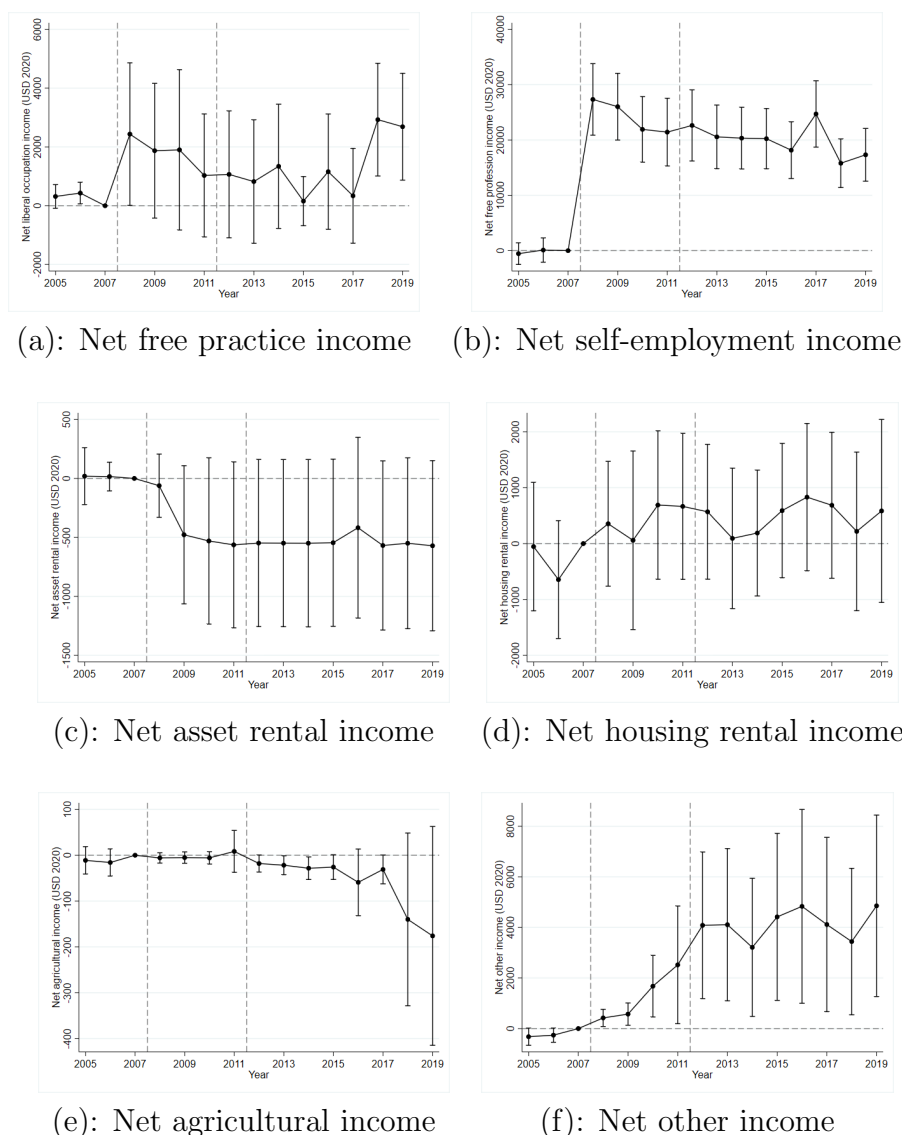 Net liberal occupation income (USD 2020)
6000
4000
2000
0
-2000
2005 2007 2009 2011 2013 2015 2017 2019
Year
(a): Net free practice income
Net free profession income (USD 2020)
40000
30000
20000
10000
0
2005 2007 2009 2011 2013 2015 2017 2019
Year
(b): Net self-employment income
Net asset rental income (USD 2020)
500
0
-500
-1000
-1500
2005 2007 2009 2011 2013 2015 2017 2019
Year
(c): Net asset rental income
Net housing rental income (USD 2020)
2000
1000
0
-1000
-2000
2005 2007 2009 2011 2013 2015 2017 2019
Year
(d): Net housing rental income
Net agricultural income (USD 2020)
100
0
-100
-2000
-300
-400
2005 2007 2009 2011 2013 2015 2017 2019
Year
(e): Net agricultural income
Net other income (USD 2020)
8000
6000
4000
2000
0
2005 2007 2009 2011 2013 2015 2017 2019
Year
(f): Net other income